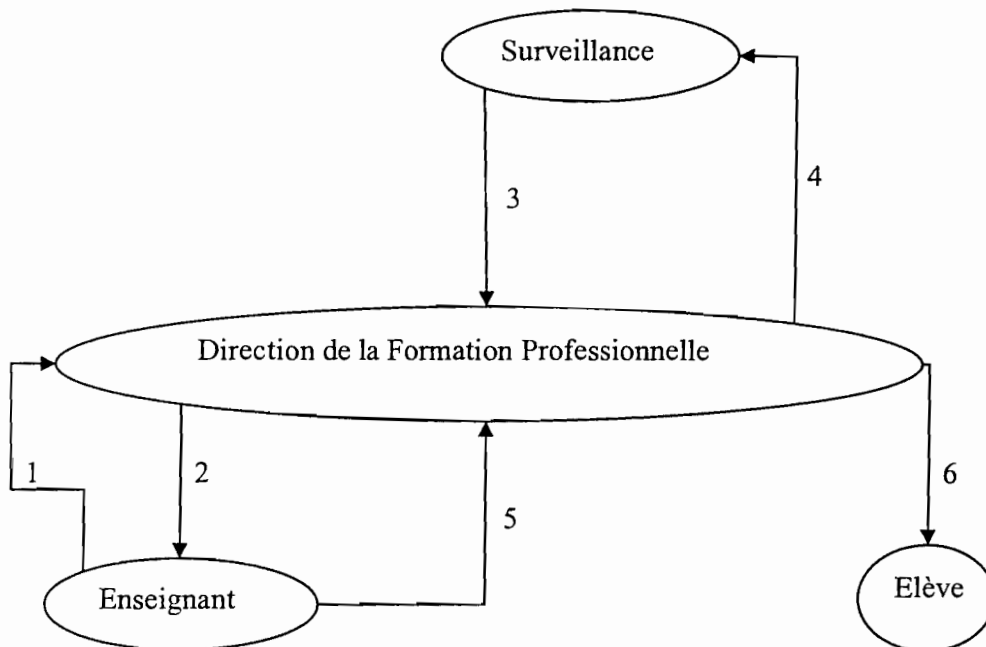 Surveillance
3
4
Direction de la Formation Professionnelle
1
2
5
6
Enseignant
Elève